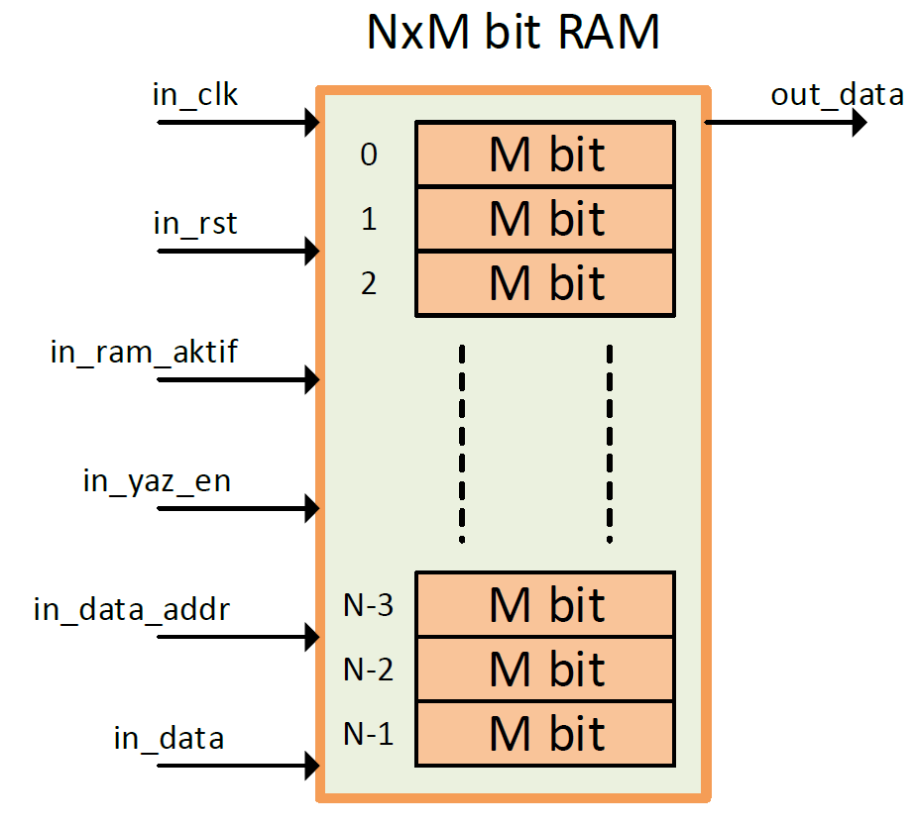 NxM bit RAM
in_clk
out_data
0 M bit
in_rst
1 M bit
2 M bit
in_ram_aktif
in_yaz_en
in_data_addr
N-3 M bit
N-2 M bit
in_data
N-1 M bit